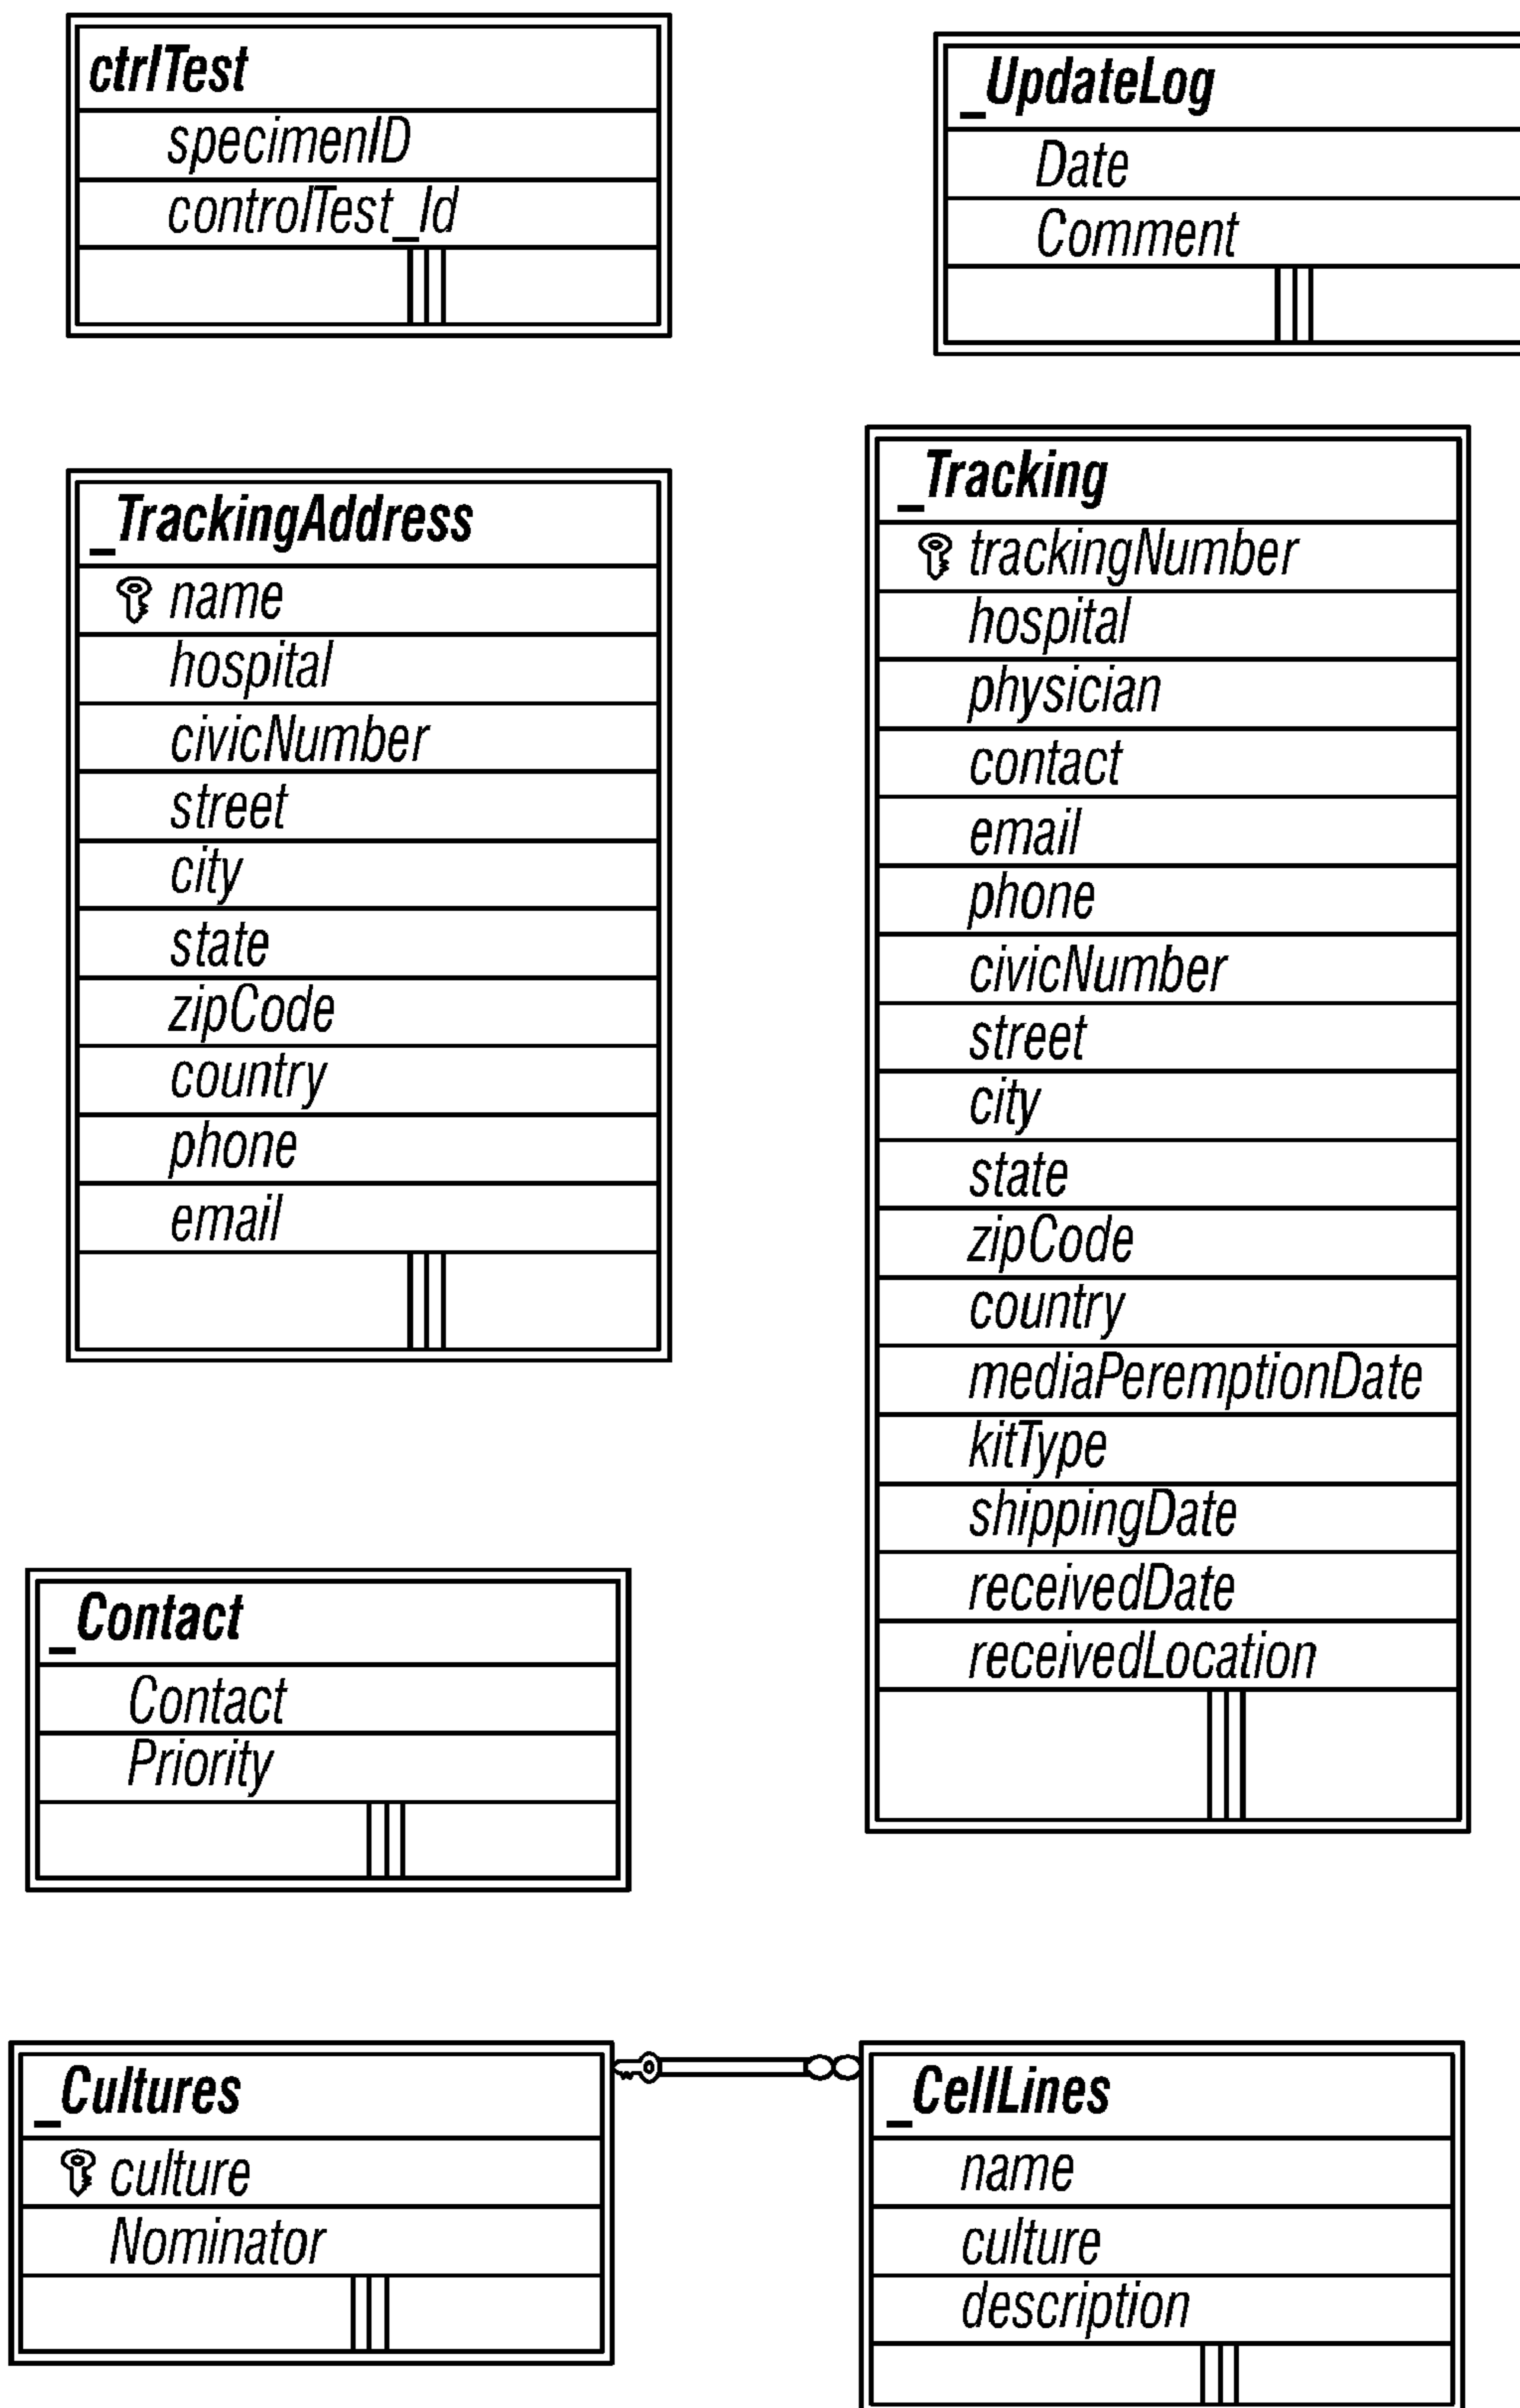 ctrlTest
specimenID
controlTest_Id
_UpdateLog
Date
Comment
_TrackingAddress
name
hospital
civicNumber
street
city
state
zipCode
country
phone
email
_Tracking
trackingNumber
hospital
physician
contact
email
phone
civicNumber
street
city
state
zipCode
country
mediaPeremptionDate
kitType
shippingDate
receivedDate
receivedLocation
_Contact
Contact
Priority
_Cultures
culture
Nominator
_CellLines
name
culture
description